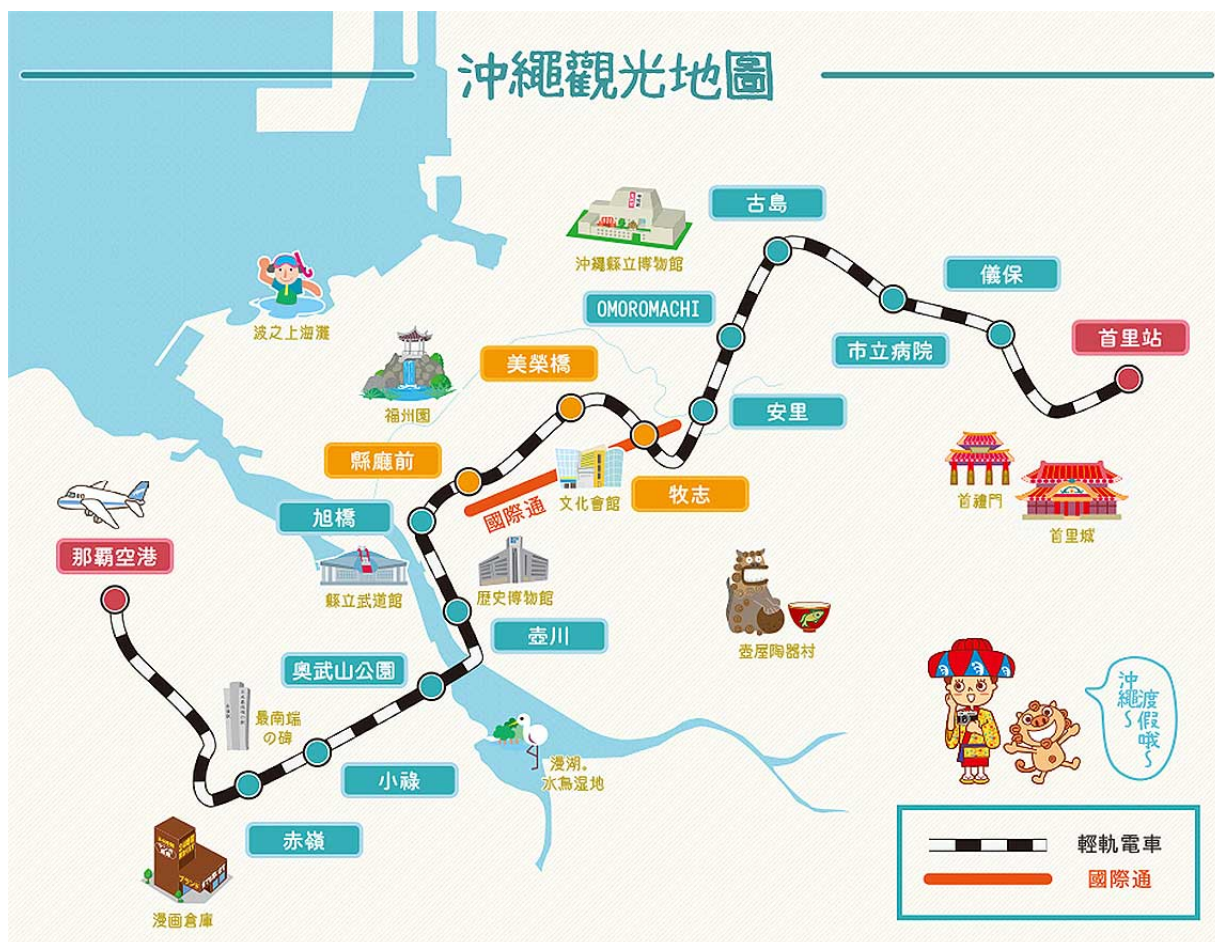 沖繩觀光地圖
古島
沖繩縣立博物館
儀保
OMOROMACHI
波之上海灘
首里站
市立病院
美榮橋
福州園
安里
縣廳前
牧志
文化會館
首禮門
旭橋
國際通
首里城
那霸空港
縣立武道館
歷史博物館
壺川
壺屋陶器村
奧武山公園
沖繩~
渡假哦~
最南端
の碑
漫湖。
水鳥湿地
小祿
赤嶺
輕軌電車
國際通
漫画倉庫